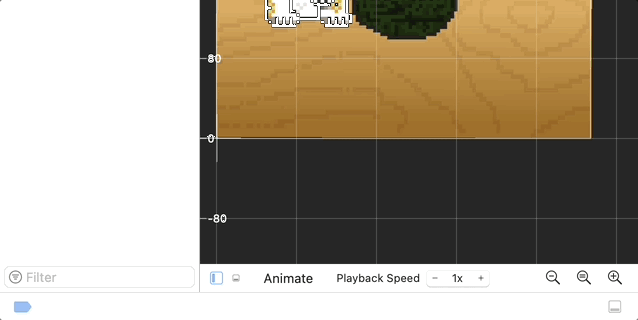 80
0
-80
Filter
Animate
Playback Speed
−
1x
+